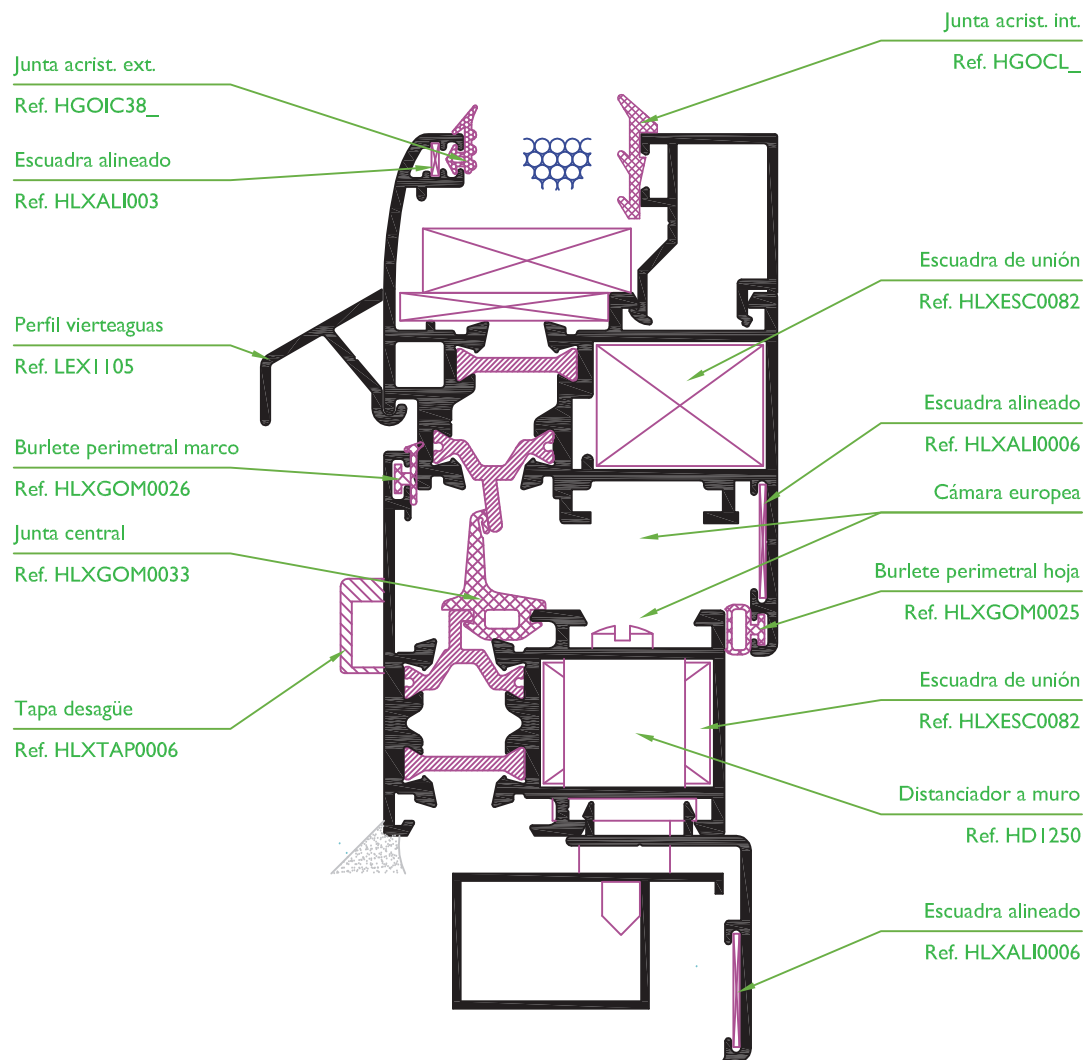 Junta acrist. ext.
Ref. HGOIC38_
Escuadra alineado
Ref. HLXALI003
Perfil vierteaguas
Ref. LEX1105
Burlete perimetral marco
Ref. HLXGOM0026
Junta central
Ref. HLXGOM0033
Tapa desagüe
Ref. HLXTAP0006
Junta acrist. int.
Ref. HGOCL_
Escuadra de unión
Ref. HLXESC0082
Escuadra alineado
Ref. HLXALI0006
Cámara europea
Burlete perimetral hoja
Ref. HLXGOM0025
Escuadra de unión
Ref. HLXESC0082
Distanciador a muro
Ref. HD1250
Escuadra alineado
Ref. HLXALI0006